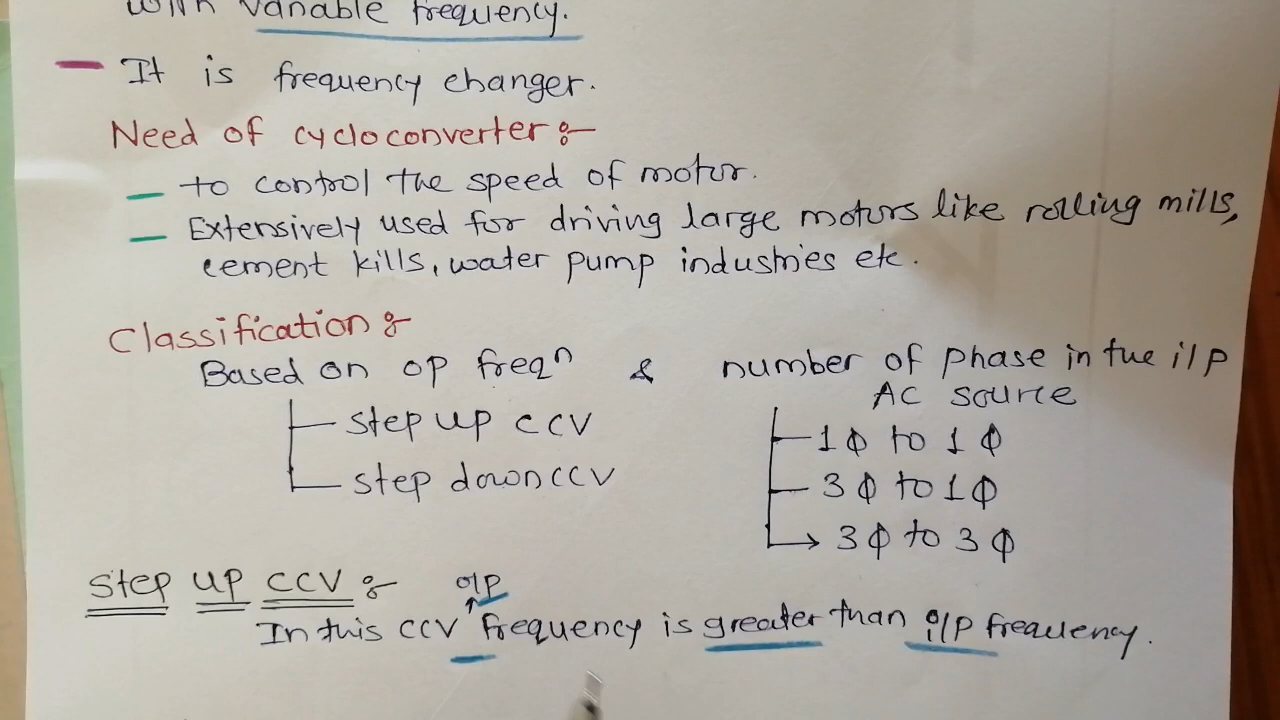 with variable frequency.
- It is frequency changer.
Need of cycloconverter :-
- to control the speed of motor.
- Extensively used for driving large motors like rolling mills,
cement kills, water pump industries etc.
Classification :-
Based on op freqn & number of phase in the i/p
AC source
step up CCV
1ϕ to 1ϕ
step down CCV
3ϕ to 1ϕ
3ϕ to 3ϕ
Step up CCV :- o/p
In this CCV ↑ frequency is greater than i/p frequency.